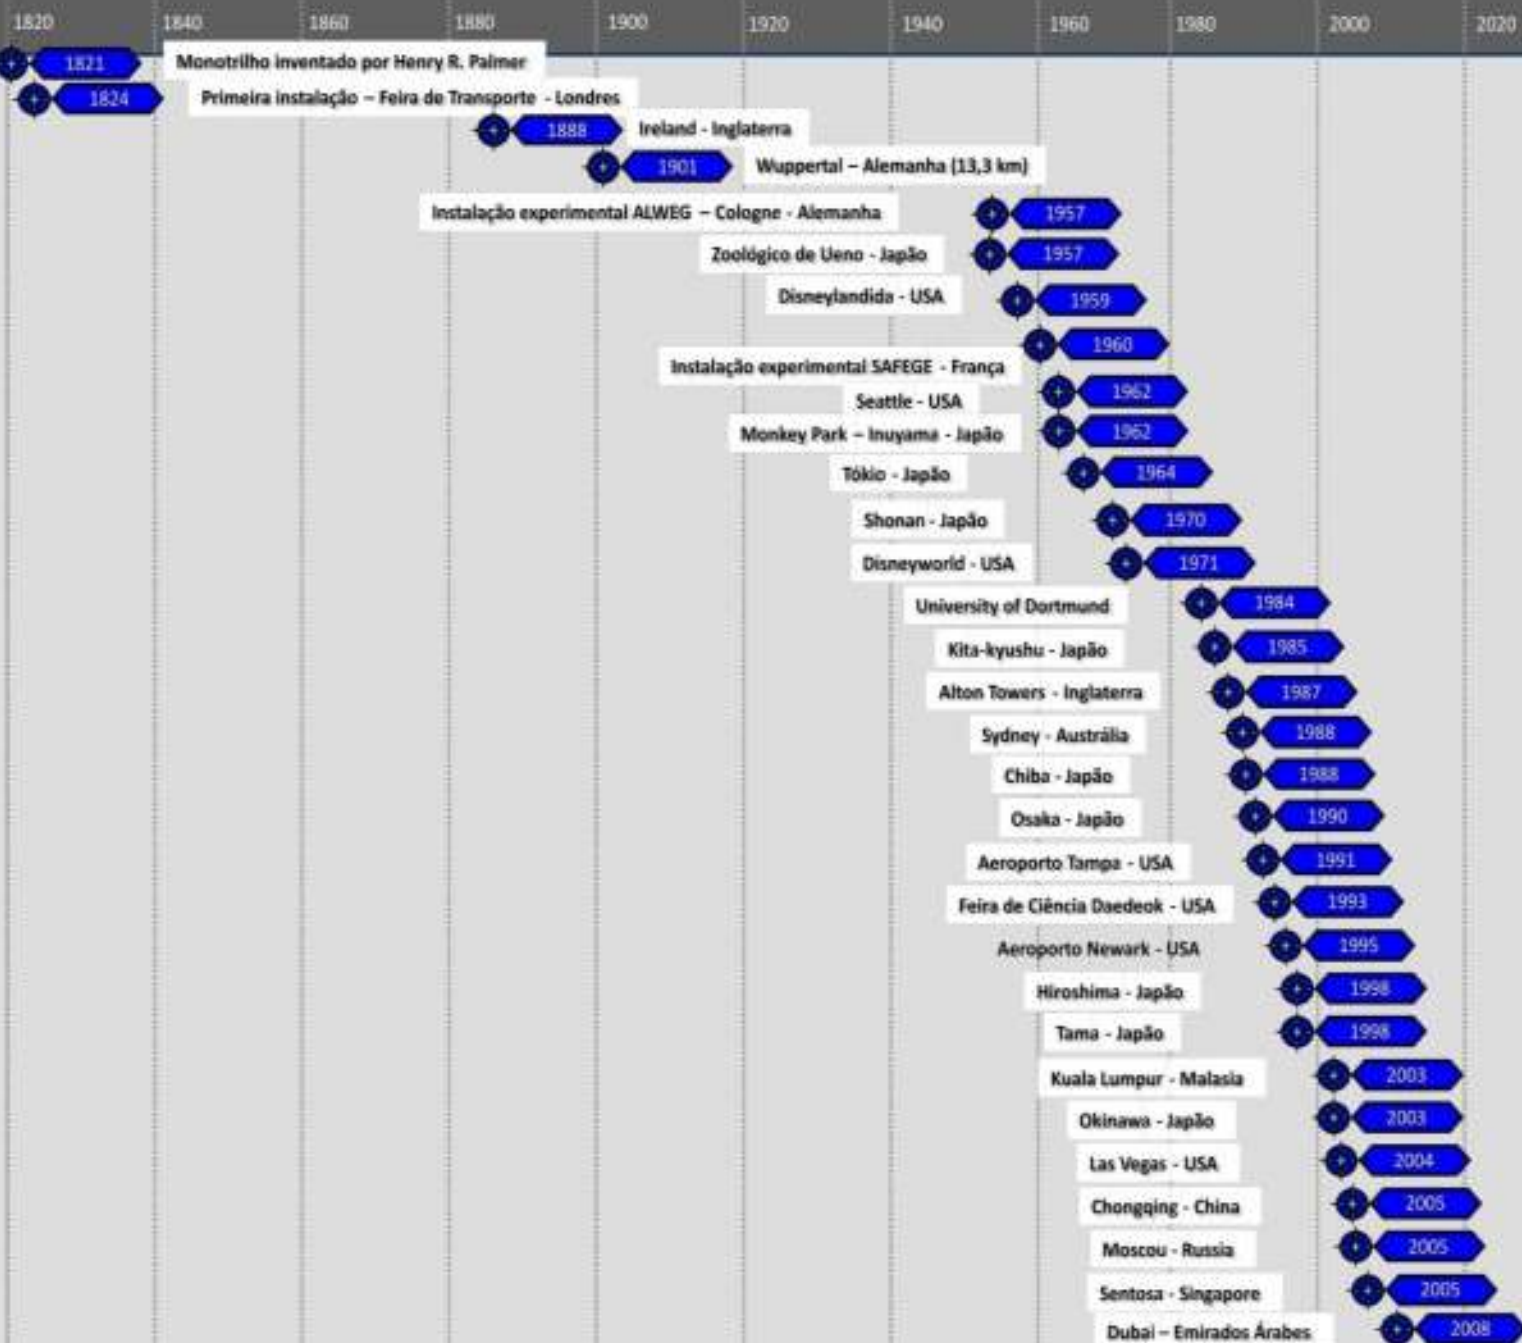 1820 1840 1860 1880 1900 1920 1940 1960 1980 2000 2020
1821 Monotrilho inventado por Henry R. Palmer
1824 Primeira instalação – Feira de Transporte - Londres
1888 Ireland - Inglaterra
1901 Wuppertal – Alemanha (13,3 km)
Instalação experimental ALWEG – Cologne - Alemanha 1957
Zoológico de Ueno - Japão 1957
Disneylandida - USA 1959
1960
Instalação experimental SAFEGE - França
Seattle - USA 1962
Monkey Park – Inuyama - Japão 1962
Tókio - Japão 1964
Shonan - Japão 1970
Disneyworld - USA 1971
University of Dortmund 1984
Kita-kyushu - Japão 1985
Alton Towers - Inglaterra 1987
Sydney - Austrália 1988
Chiba - Japão 1988
Osaka - Japão 1990
Aeroporto Tampa - USA 1991
Feira de Ciência Daedeok - USA 1993
Aeroporto Newark - USA 1995
Hiroshima - Japão 1998
Tama - Japão 1998
Kuala Lumpur - Malasia 2003
Okinawa - Japão 2003
Las Vegas - USA 2004
Chongqing - China 2005
Moscou - Russia 2005
Sentosa - Singapore 2005
Dubai – Emirados Árabes 2008